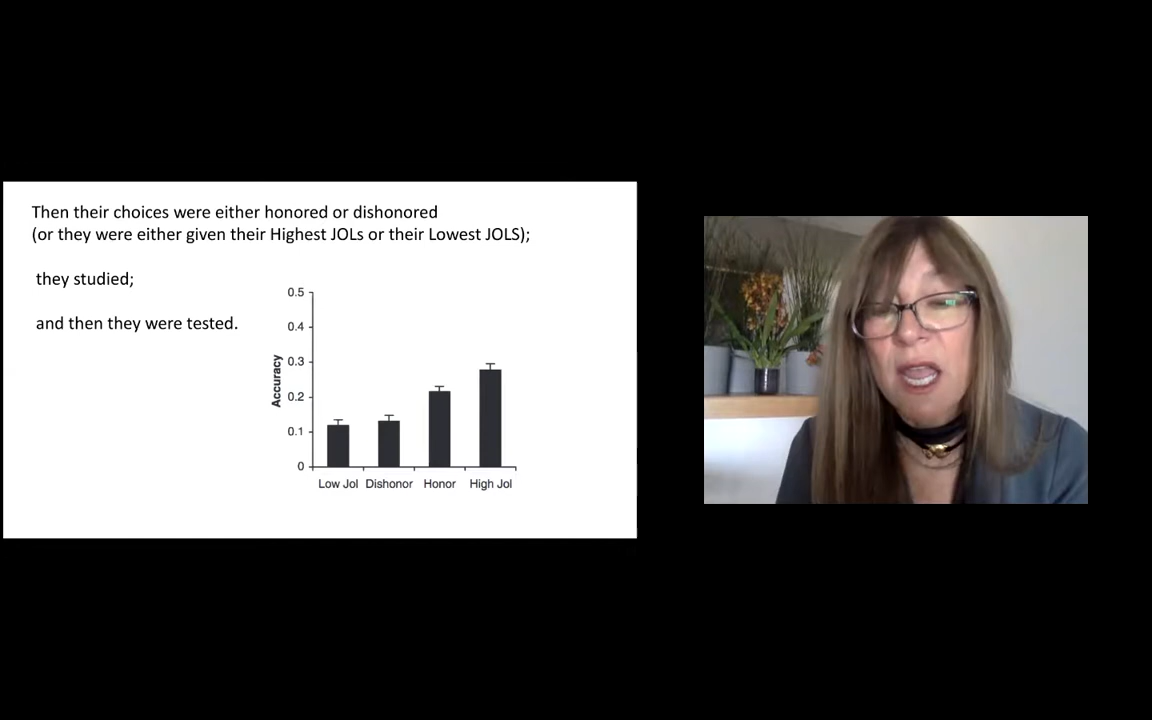 Then their choices were either honored or dishonored
(or they were either given their Highest JOLs or their Lowest JOLS);
they studied;
and then they were tested.
0.5
0.4
0.3
0.2
0.1
0
Accuracy
Low Jol Dishonor Honor High Jol